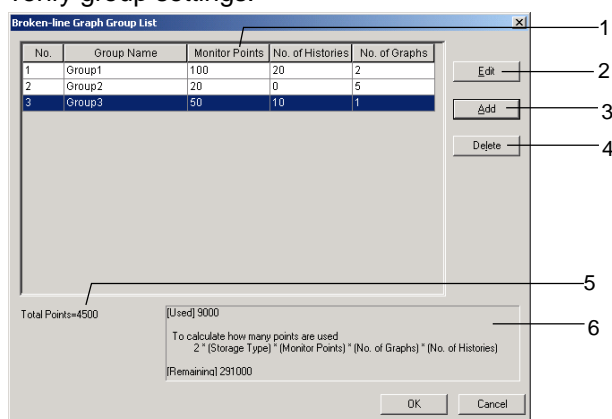 verify group settings.
Broken-line Graph Group List
1
No. Group Name Monitor Points No. of Histories No. of Graphs
1 Group1 100 20 2
2 Group2 20 0 5
3 Group3 50 10 1
Edit
2
Add
3
Delete
4
5
Total Points=4500
[Used] 9000
To calculate how many points are used
2 * (Storage Type) * (Monitor Points) * (No. of Graphs) * (No. of Histories)
[Remaining] 291000
6
OK Cancel